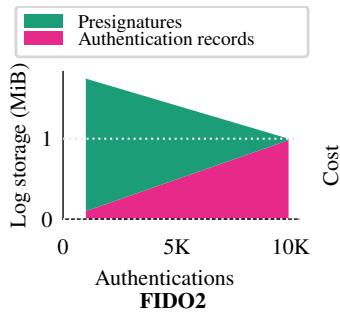 Presignatures
Authentication records
Log storage (MiB)
1
0
0 5K 10K
Authentications
FIDO2
Cost